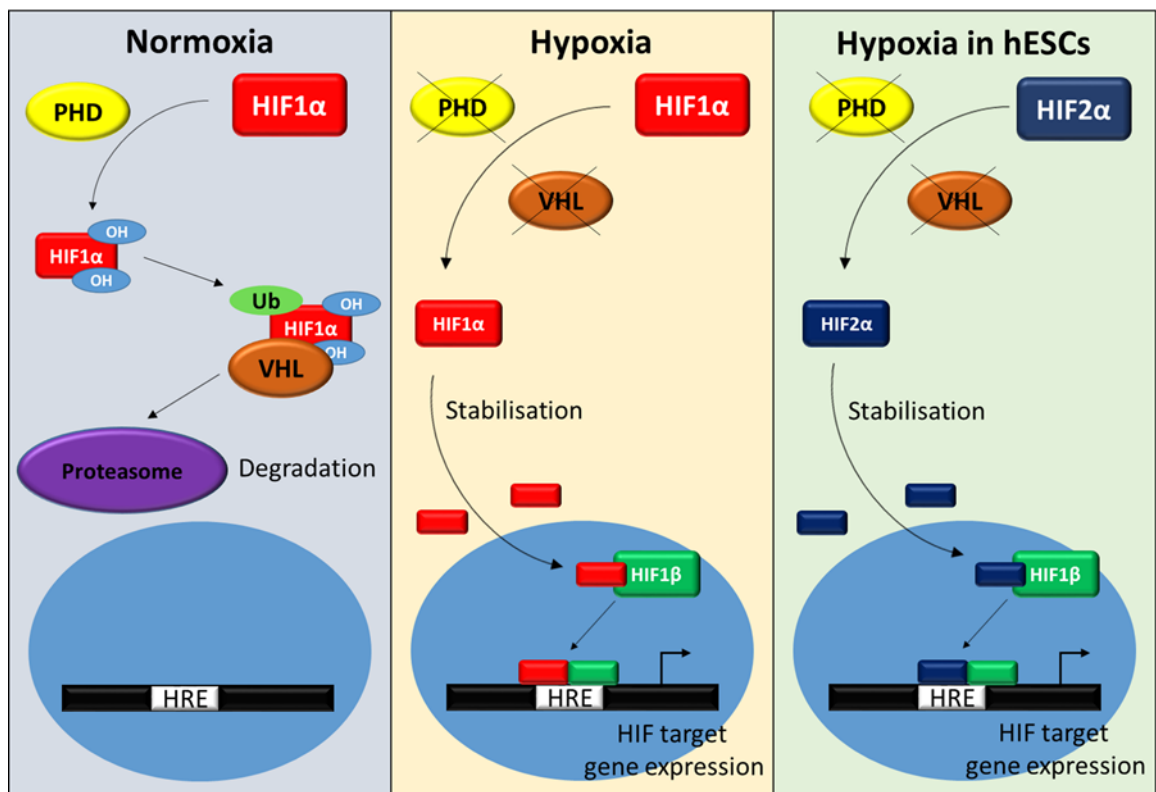 Normoxia
PHD
HIF1α
HIF1α
OH
OH
Ub
OH
HIF1α
OH
VHL
Proteasome
Degradation
HRE
Hypoxia
PHD
HIF1α
VHL
HIF1α
Stabilisation
HIF1β
HRE
HIF target
gene expression
Hypoxia in hESCs
PHD
HIF2α
VHL
HIF2α
Stabilisation
HIF1β
HRE
HIF target
gene expression